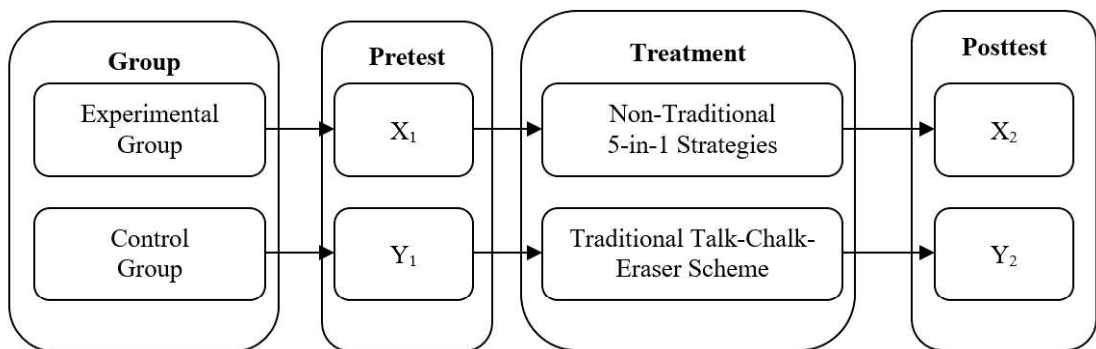 Group
Pretest
Treatment
Posttest
Experimental
Group
X₁
Non-Traditional
5-in-1 Strategies
X₂
Control
Group
Y₁
Traditional Talk-Chalk-
Eraser Scheme
Y₂